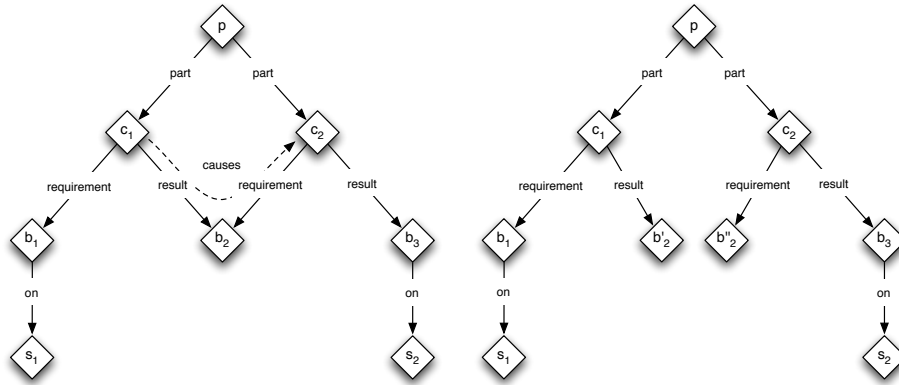 p p
part part part part
c1 c2 c1 c2
causes
requirement result requirement result requirement result requirement result
b1 b2 b3 b1 b'2 b"2 b3
on on on on
s1 s2 s1 s2